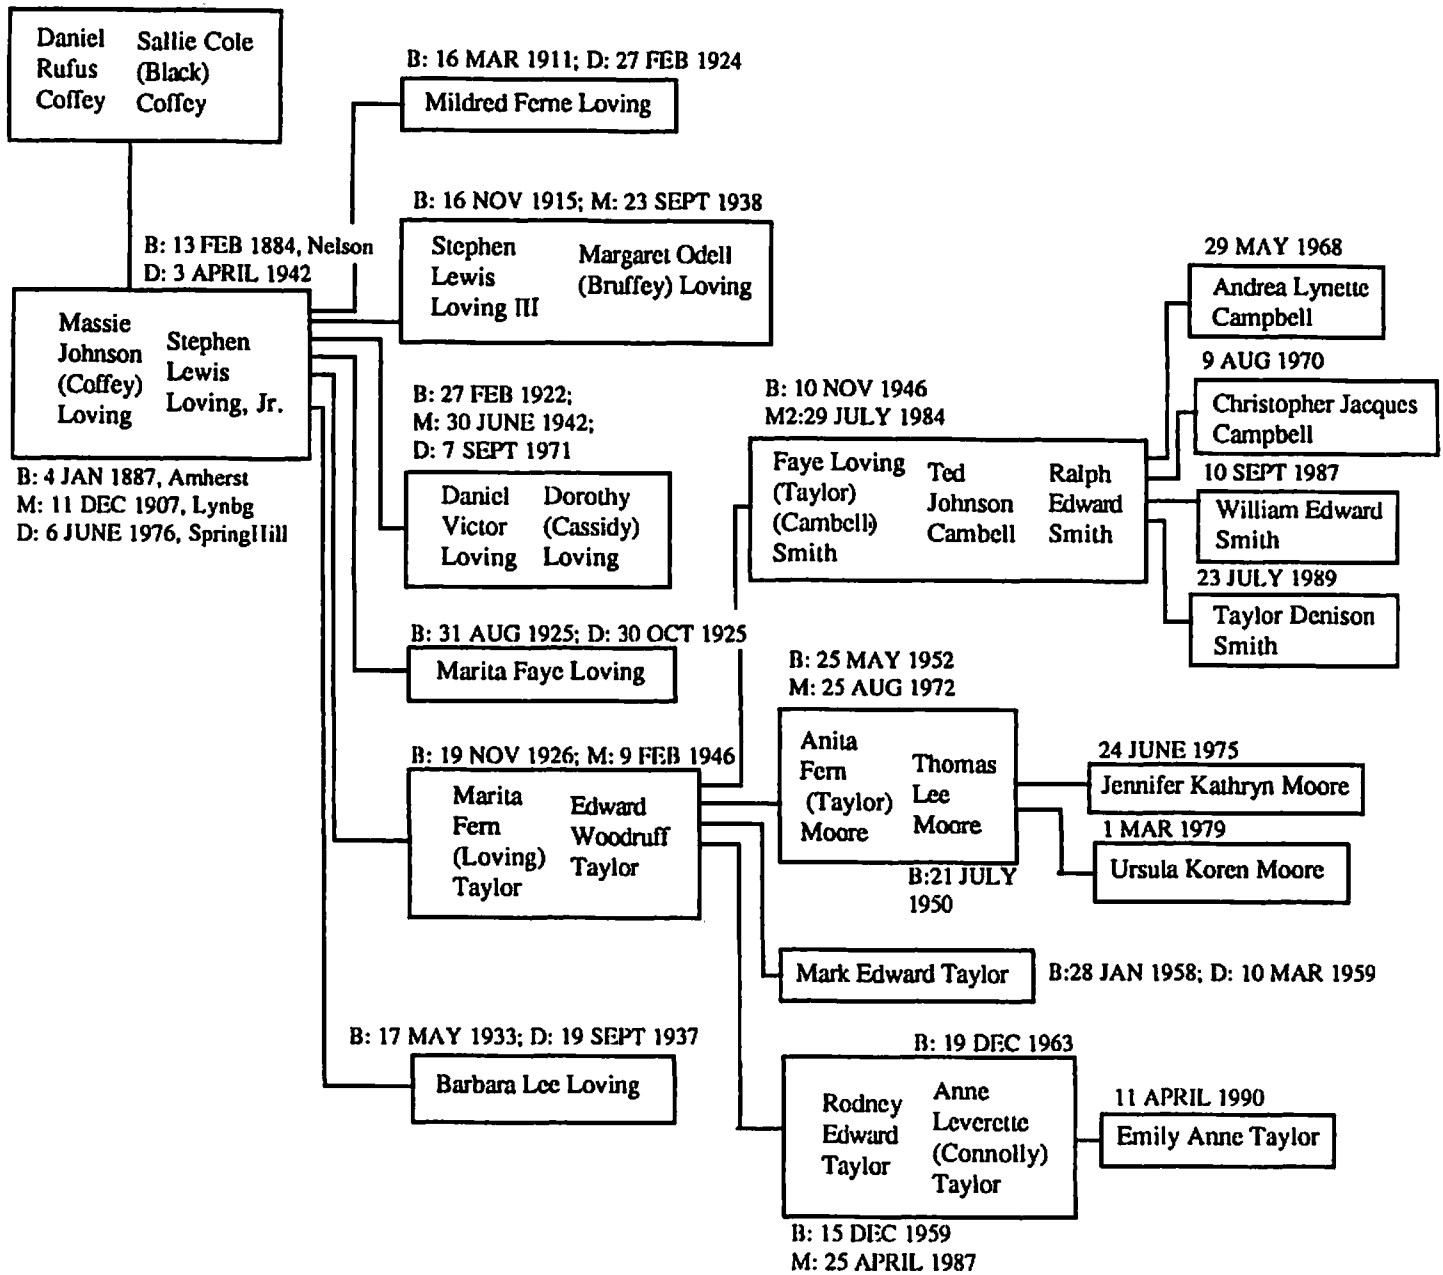 Daniel
Rufus
Coffey
Sallie Cole
(Black)
Coffey
B: 13 FEB 1884, Nelson
D: 3 APRIL 1942
Massie
Johnson
(Coffey)
Loving
Stephen
Lewis
Loving, Jr.
B: 4 JAN 1887, Amherst
M: 11 DEC 1907, Lynbg
D: 6 JUNE 1976, SpringHill
B: 16 MAR 1911; D: 27 FEB 1924
Mildred Ferne Loving
B: 16 NOV 1915; M: 23 SEPT 1938
Stephen
Lewis
Loving III
Margaret Odell
(Bruffey) Loving
B: 27 FEB 1922;
M: 30 JUNE 1942;
D: 7 SEPT 1971
Daniel
Victor
Loving
Dorothy
(Cassidy)
Loving
B: 31 AUG 1925; D: 30 OCT 1925
Marita Faye Loving
B: 19 NOV 1926; M: 9 FEB 1946
Marita
Fern
(Loving)
Taylor
Edward
Woodruff
Taylor
B: 17 MAY 1933; D: 19 SEPT 1937
Barbara Lee Loving
B: 10 NOV 1946
M2:29 JULY 1984
Faye Loving
(Taylor)
(Cambell)
Smith
Ted
Johnson
Cambell
Ralph
Edward
Smith
29 MAY 1968
Andrea Lynette
Campbell
9 AUG 1970
Christopher Jacques
Campbell
10 SEPT 1987
William Edward
Smith
23 JULY 1989
Taylor Denison
Smith
B: 25 MAY 1952
M: 25 AUG 1972
Anita
Fern
(Taylor)
Moore
Thomas
Lee
Moore
B:21 JULY
1950
24 JUNE 1975
Jennifer Kathryn Moore
1 MAR 1979
Ursula Koren Moore
Mark Edward Taylor
B:28 JAN 1958; D: 10 MAR 1959
B: 19 DEC 1963
Rodney
Edward
Taylor
Anne
Leverette
(Connolly)
Taylor
B: 15 DEC 1959
M: 25 APRIL 1987
11 APRIL 1990
Emily Anne Taylor